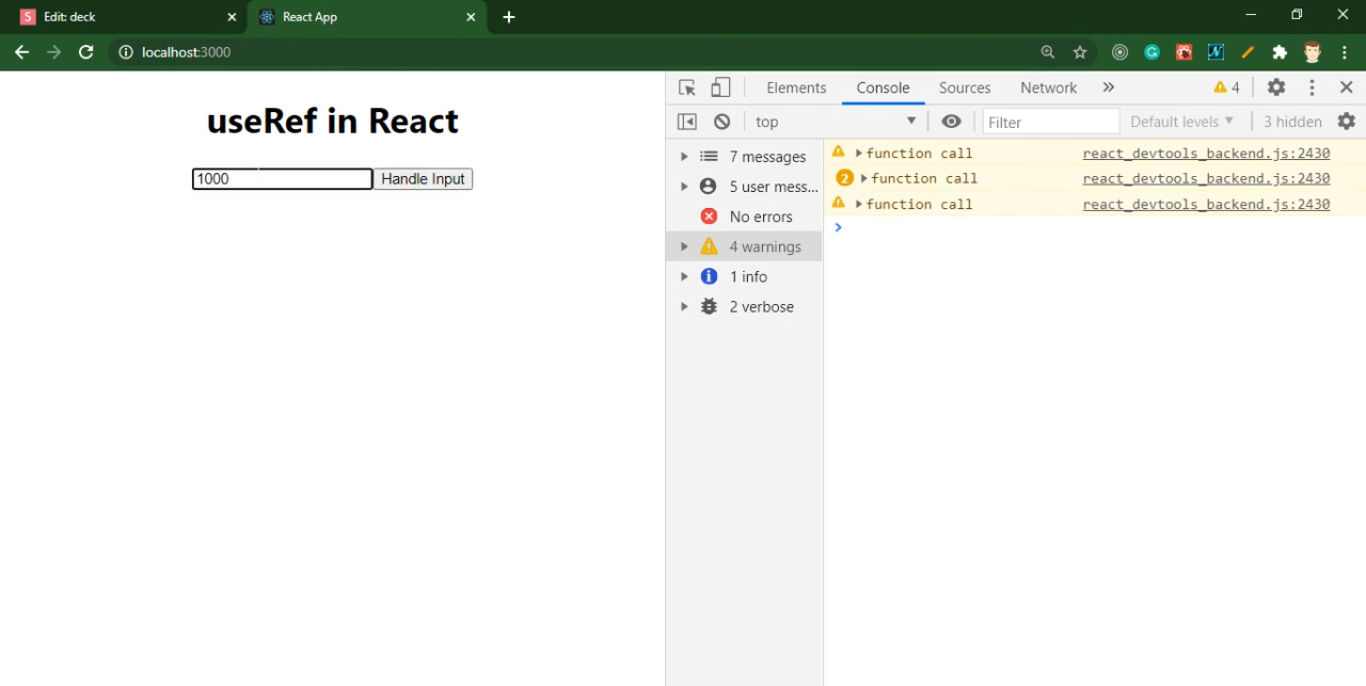 Edit: deck
React App
localhost:3000
useRef in React
1000
Handle Input
Elements Console Sources Network » 4
top Filter Default levels 3 hidden
7 messages
5 user mess...
No errors
4 warnings
1 info
2 verbose
function call react_devtools_backend.js:2430
2 function call react_devtools_backend.js:2430
function call react_devtools_backend.js:2430